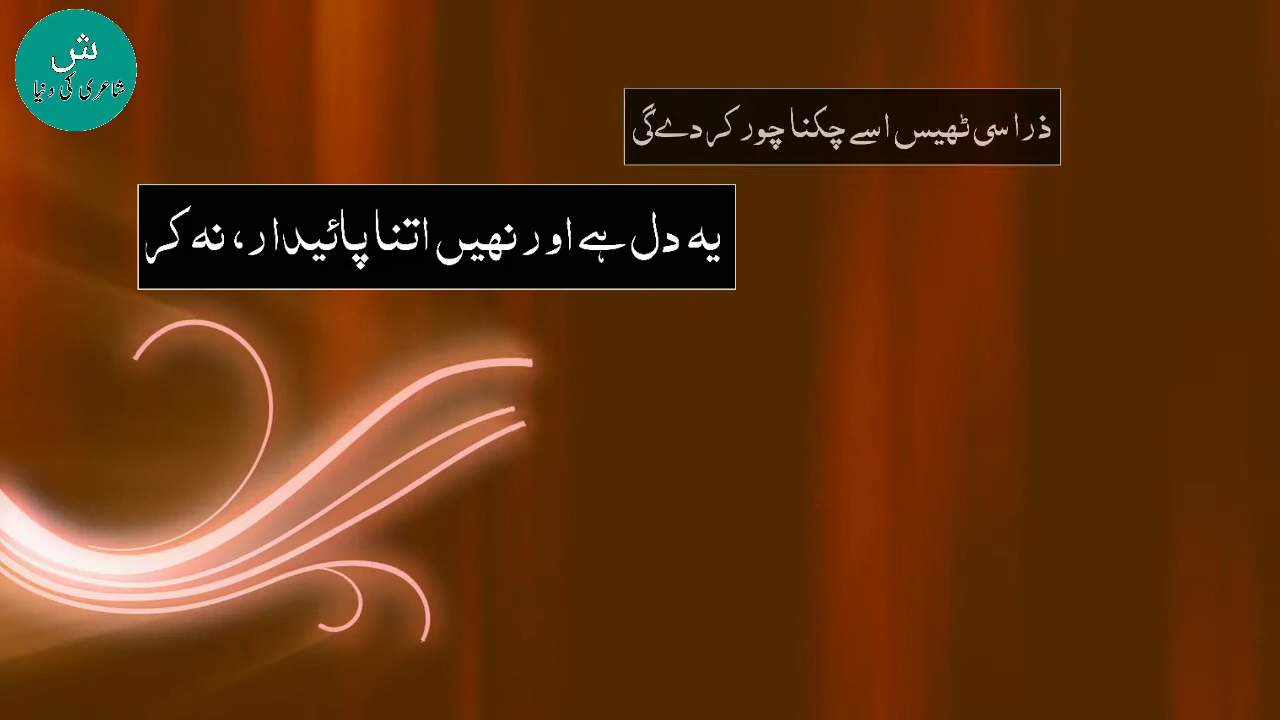 ش
شاعری کی دنیا
ذرا سی ٹھیس اسے چکنا چور کر دے گی
یہ دل ہے اور نہیں اتنا پائیدار، نہ کر